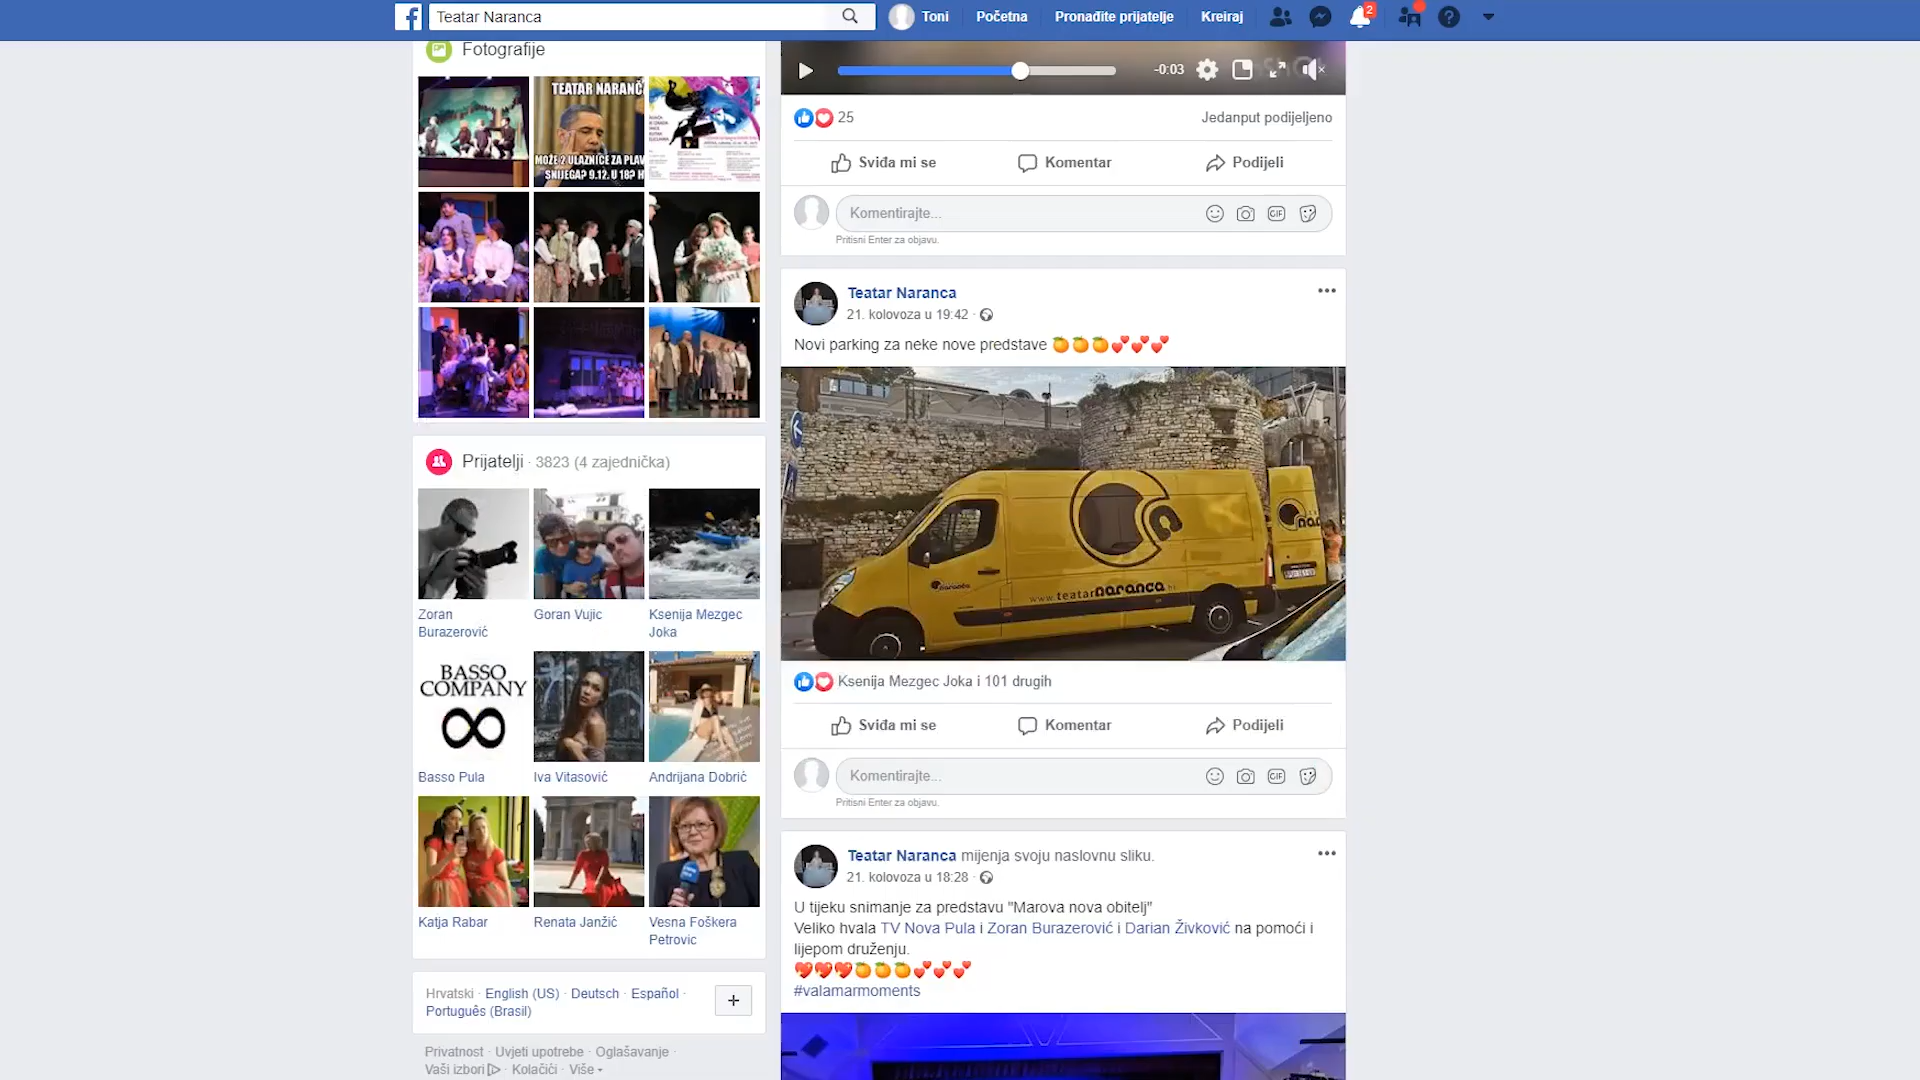 Teatar Naranca
Toni
Početna
Pronađite prijatelje
Kreiraj
2
Fotografije
TEATAR NARANČ
MOŽE 2 ULAZNICE ZA PLAV
SNIJEGA? 9.12. U 18? H
Prijatelji · 3823 (4 zajednička)
Zoran
Burazerović
Goran Vujic
Ksenija Mezgec
Joka
BASSO
COMPANY
Basso Pula
Iva Vitasović
Andrijana Dobrić
Katja Rabar
Renata Janžić
Vesna Foškera
Petrovic
Hrvatski · English (US) · Deutsch · Español ·
Português (Brasil)
Privatnost · Uvjeti upotrebe · Oglašavanje ·
Vaši izbori · Kolačići · Više
-0:03
25
Jedanput podijeljeno
Sviđa mi se
Komentar
Podijeli
Komentirajte...
GIF
Pritisni Enter za objavu.
Teatar Naranca
21. kolovoza u 19:42 ·
Novi parking za neke nove predstave 🍊🍊🍊💕💕💕
naranca
www.teatarnaranca.hr
Ksenija Mezgec Joka i 101 drugih
Sviđa mi se
Komentar
Podijeli
Komentirajte...
GIF
Pritisni Enter za objavu.
Teatar Naranca mijenja svoju naslovnu sliku.
21. kolovoza u 18:28 ·
U tijeku snimanje za predstavu "Marova nova obitelj"
Veliko hvala TV Nova Pula i Zoran Burazerović i Darian Živković na pomoći i
lijepom druženju.
💖💖💖🍊🍊🍊💕💕💕
#valamarmoments